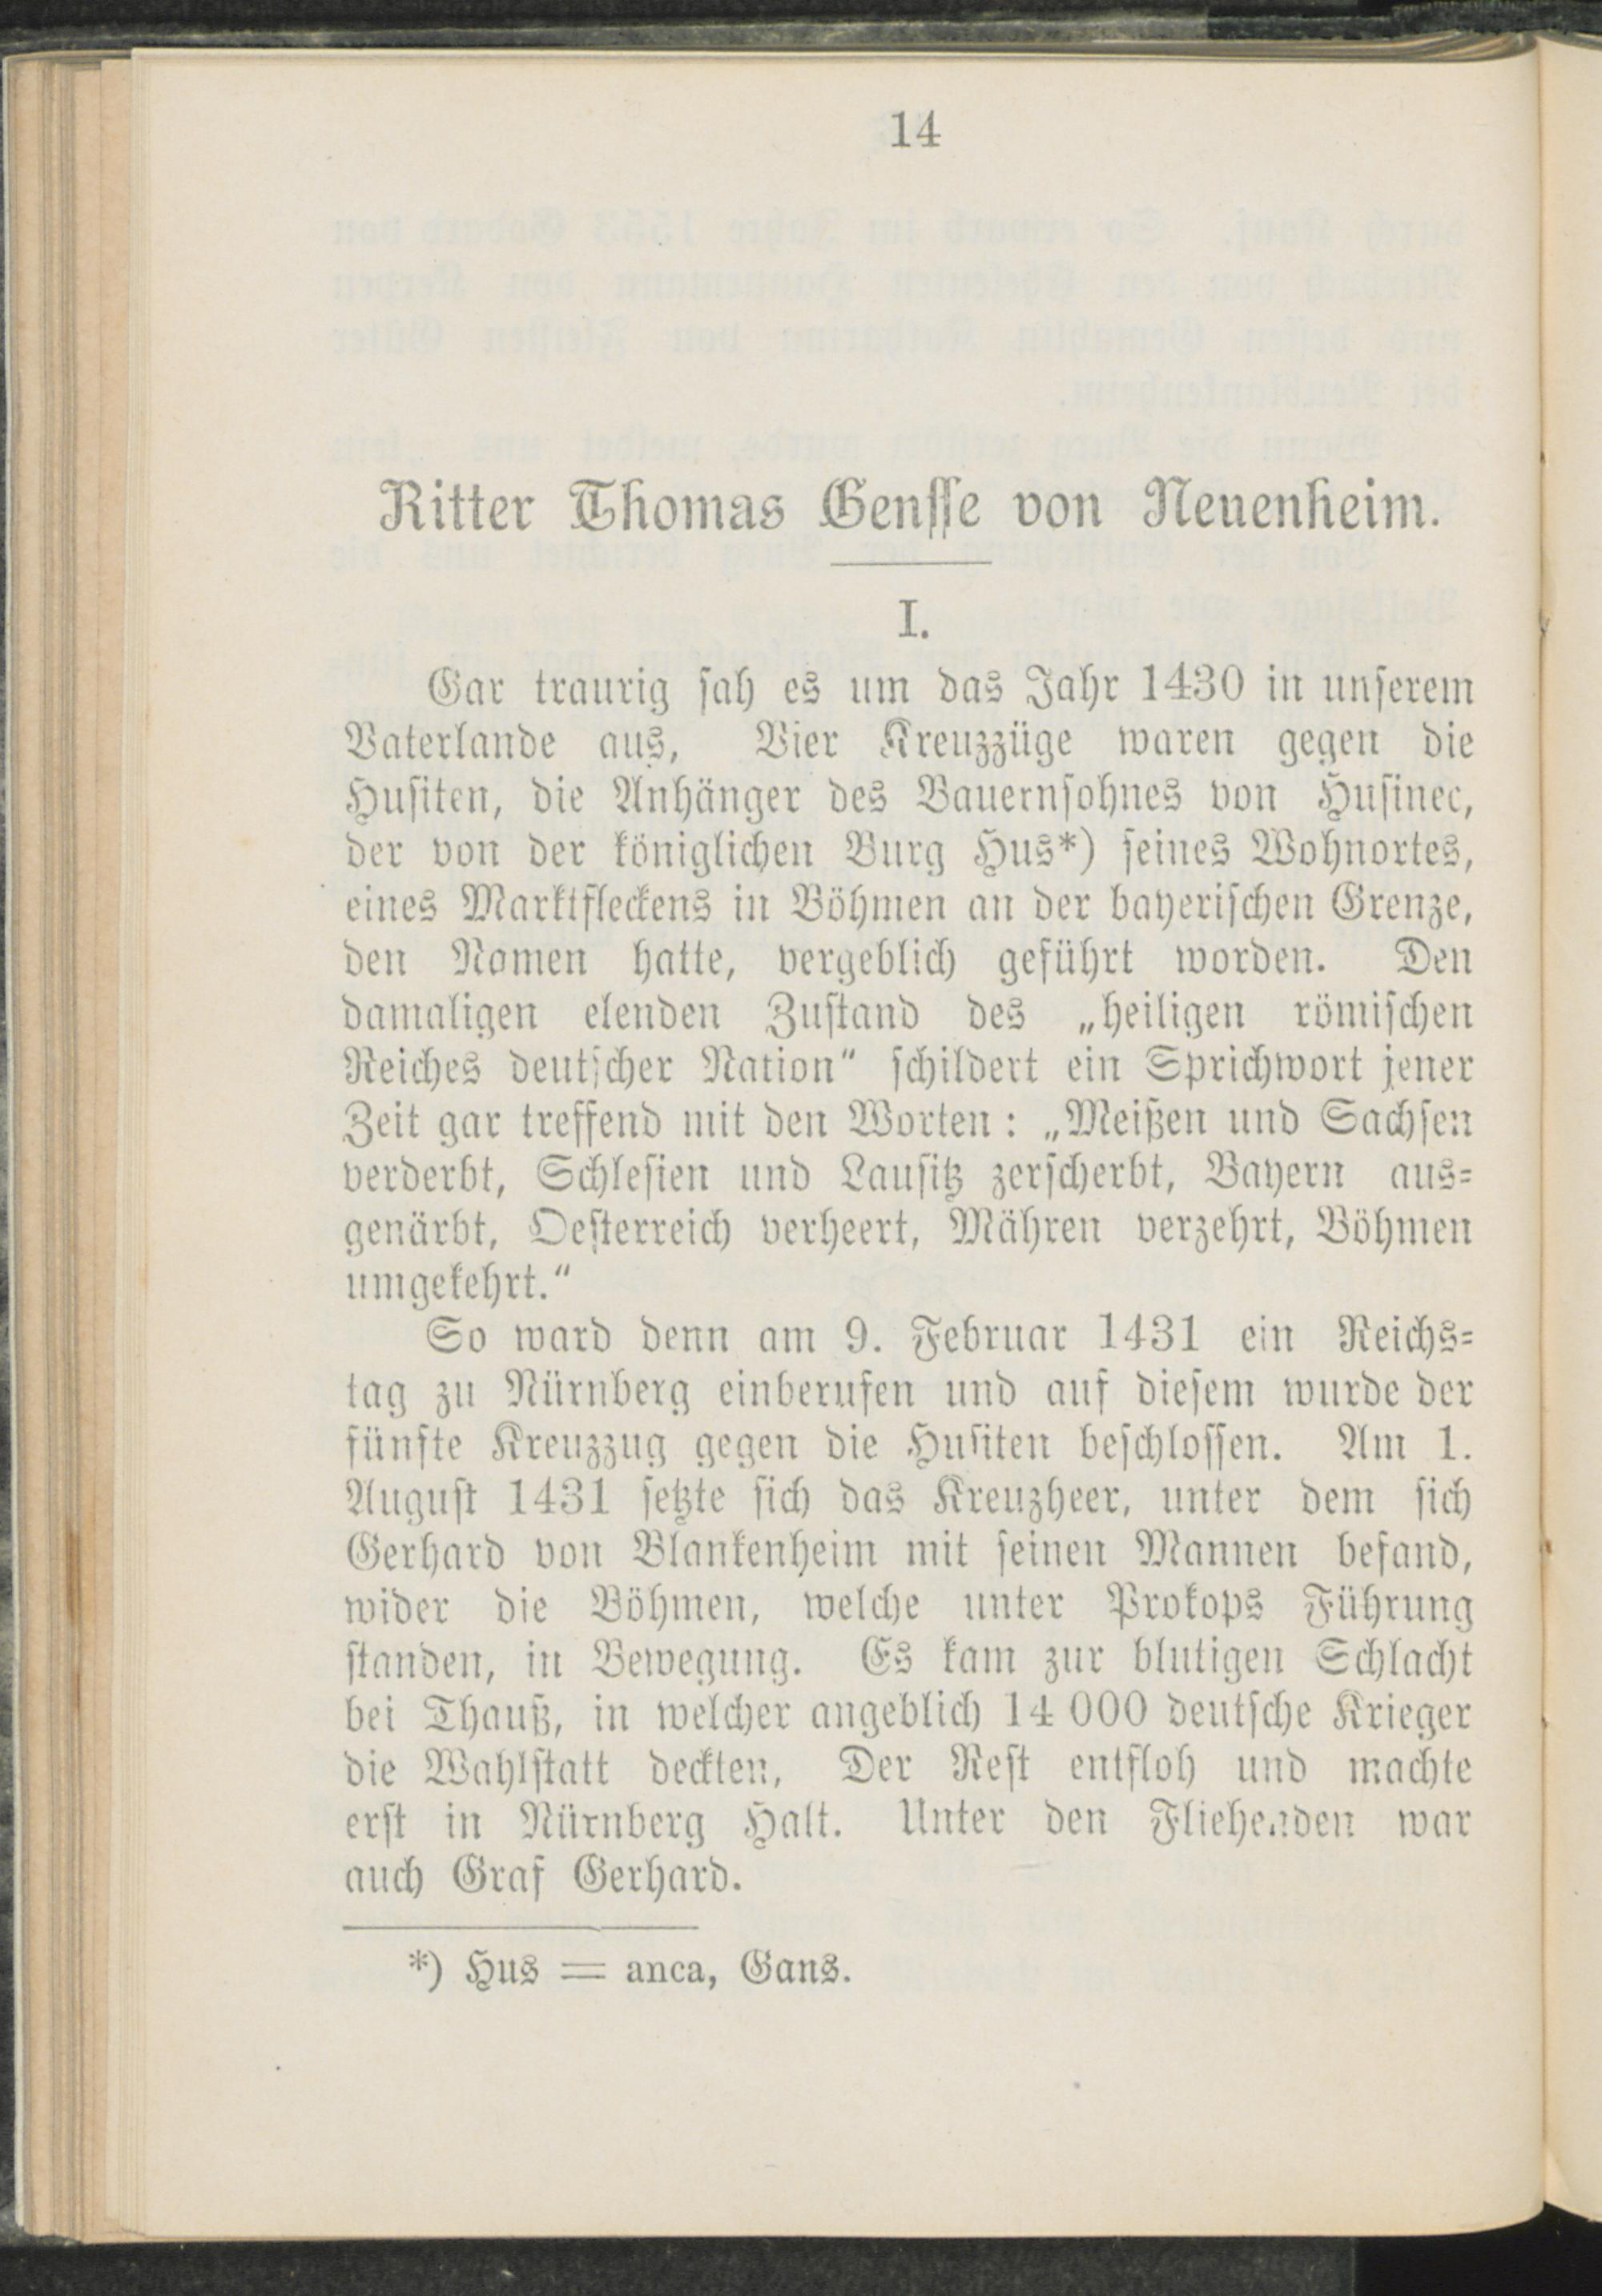 14
Ritter Thomas Gensse von Neuenheim.
I.
Gar traurig sah es um das Jahr 1430 in unserem
Vaterlande aus, Vier Kreuzzüge waren gegen die
Husiten, die Anhänger des Bauernsohnes von Husinec,
der von der königlichen Burg Hus*) seines Wohnortes,
eines Marktfleckens in Böhmen an der bayerischen Grenze,
den Namen hatte, vergeblich geführt worden. Den
damaligen elenden Zustand des „heiligen römischen
Reiches deutscher Nation“ schildert ein Sprichwort jener
Zeit gar treffend mit den Worten: „Meißen und Sachsen
verderbt, Schlesien und Lausitz zerscherbt, Bayern aus-
genärbt, Oesterreich verheert, Mähren verzehrt, Böhmen
umgekehrt.“
So ward denn am 9. Februar 1431 ein Reichs-
tag zu Nürnberg einberufen und auf diesem wurde der
fünfte Kreuzzug gegen die Husiten beschlossen. Am 1.
August 1431 setzte sich das Kreuzheer, unter dem sich
Gerhard von Blankenheim mit seinen Mannen befand,
wider die Böhmen, welche unter Prokops Führung
standen, in Bewegung. Es kam zur blutigen Schlacht
bei Thauß, in welcher angeblich 14 000 deutsche Krieger
die Wahlstatt deckten, Der Rest entfloh und machte
erst in Nürnberg Halt. Unter den Fliehenden war
auch Graf Gerhard.
*) Hus = anca, Gans.